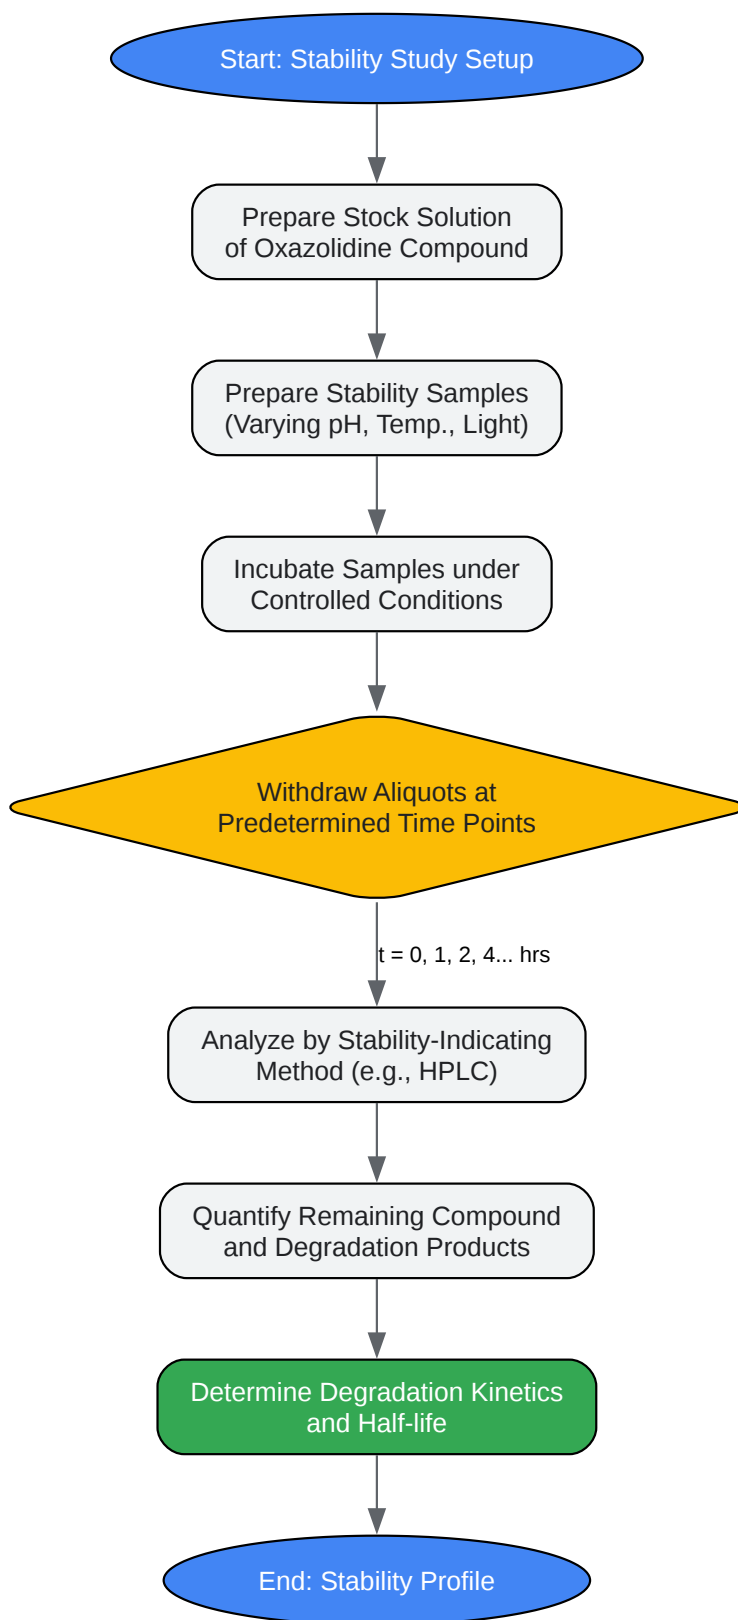 Start: Stability Study Setup
Prepare Stock Solution
of Oxazolidine Compound
Prepare Stability Samples
(Varying pH, Temp., Light)
Incubate Samples under
Controlled Conditions
Withdraw Aliquots at
Predetermined Time Points
t = 0, 1, 2, 4... hrs
Analyze by Stability-Indicating
Method (e.g., HPLC)
Quantify Remaining Compound
and Degradation Products
Determine Degradation Kinetics
and Half-life
End: Stability Profile